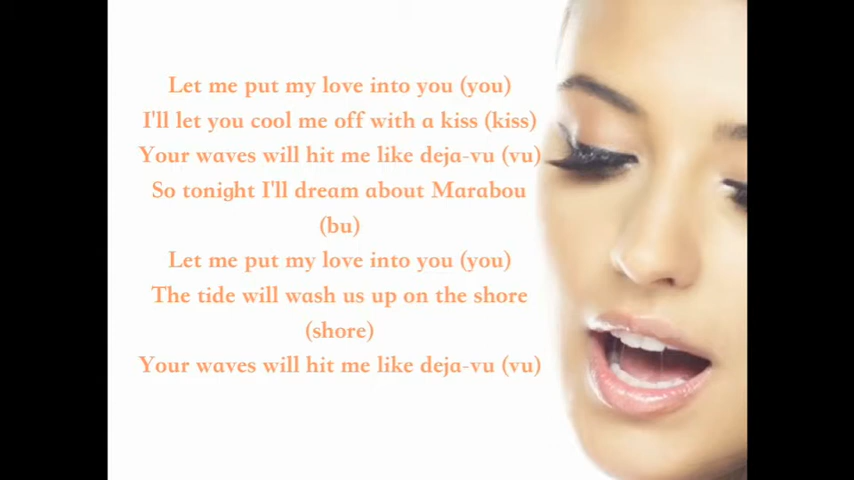 Let me put my love into you (you)
I'll let you cool me off with a kiss (kiss)
Your waves will hit me like deja-vu (vu)
So tonight I'll dream about Marabou
(bu)
Let me put my love into you (you)
The tide will wash us up on the shore
(shore)
Your waves will hit me like deja-vu (vu)